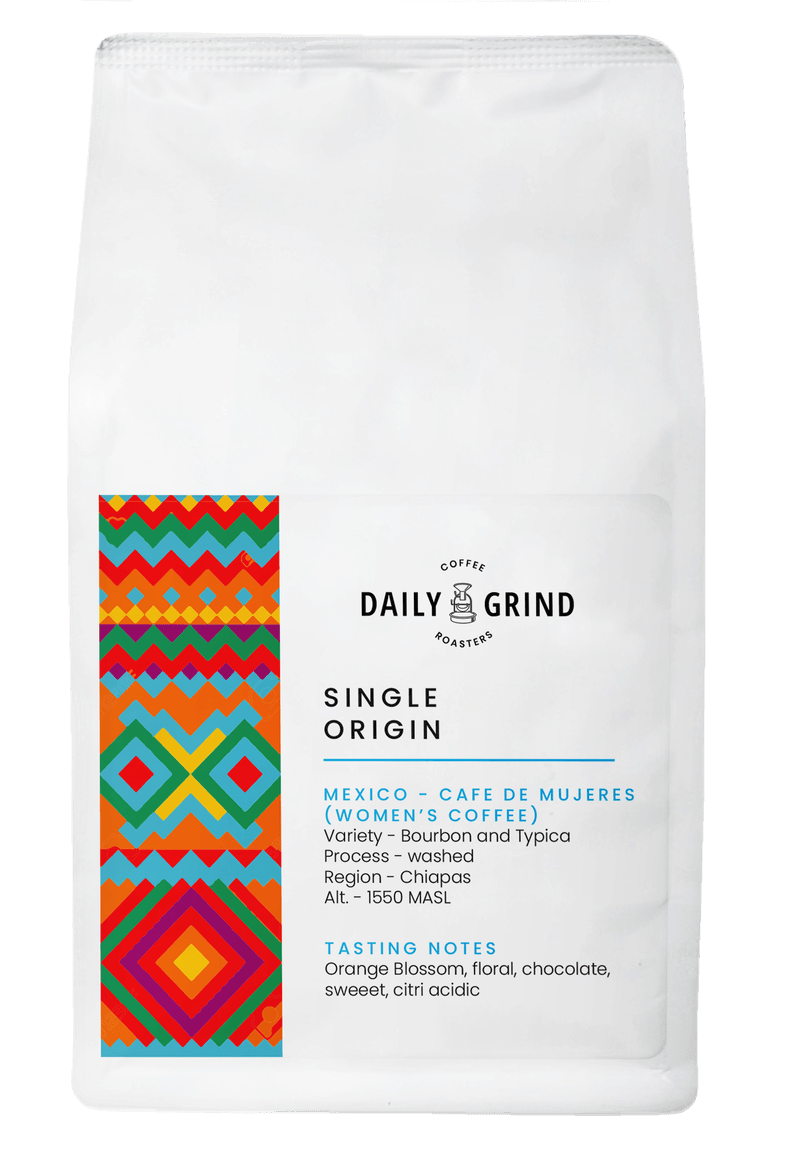 COFFEE
DAILY GRIND
ROASTERS
SINGLE
ORIGIN
MEXICO - CAFE DE MUJERES
(WOMEN'S COFFEE)
Variety - Bourbon and Typica
Process - washed
Region - Chiapas
Alt. - 1550 MASL
TASTING NOTES
Orange Blossom, floral, chocolate,
sweeet, citri acidic